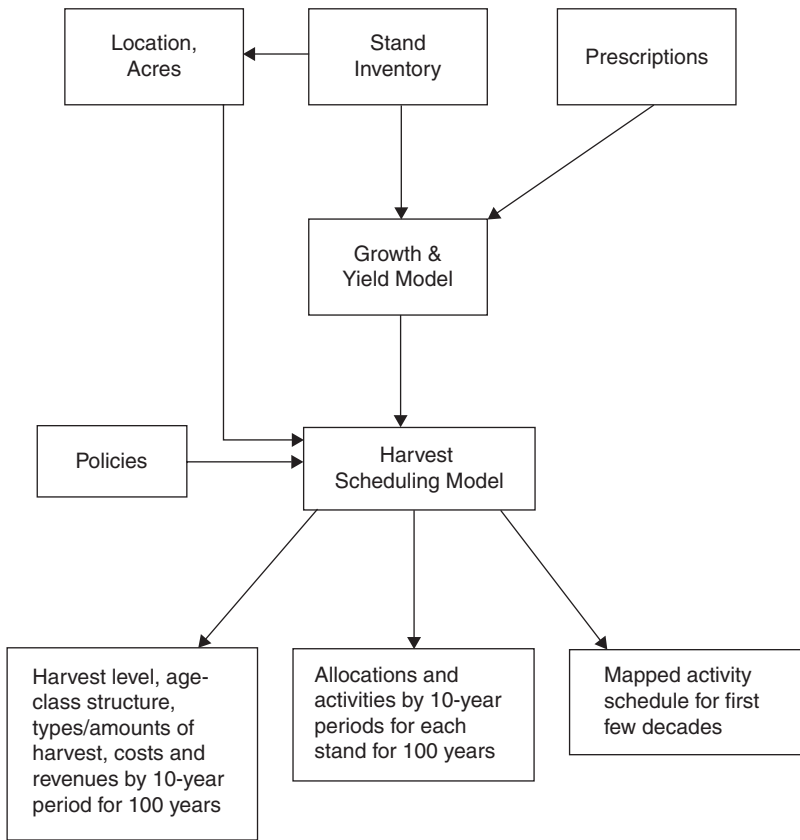 Location,
Acres
Stand
Inventory
Prescriptions
Growth &
Yield Model
Policies
Harvest
Scheduling Model
Harvest level, age-
class structure,
types/amounts of
harvest, costs and
revenues by 10-year
period for 100 years
Allocations and
activities by 10-year
periods for each
stand for 100 years
Mapped activity
schedule for first
few decades